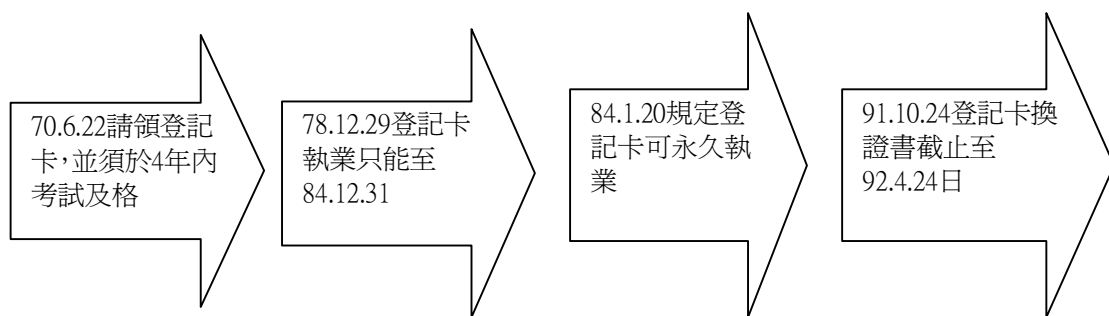 70.6.22請領登記
卡，並須於4年內
考試及格
78.12.29登記卡
執業只能至
84.12.31
84.1.20規定登
記卡可永久執
業
91.10.24登記卡換
證書截止至
92.4.24日